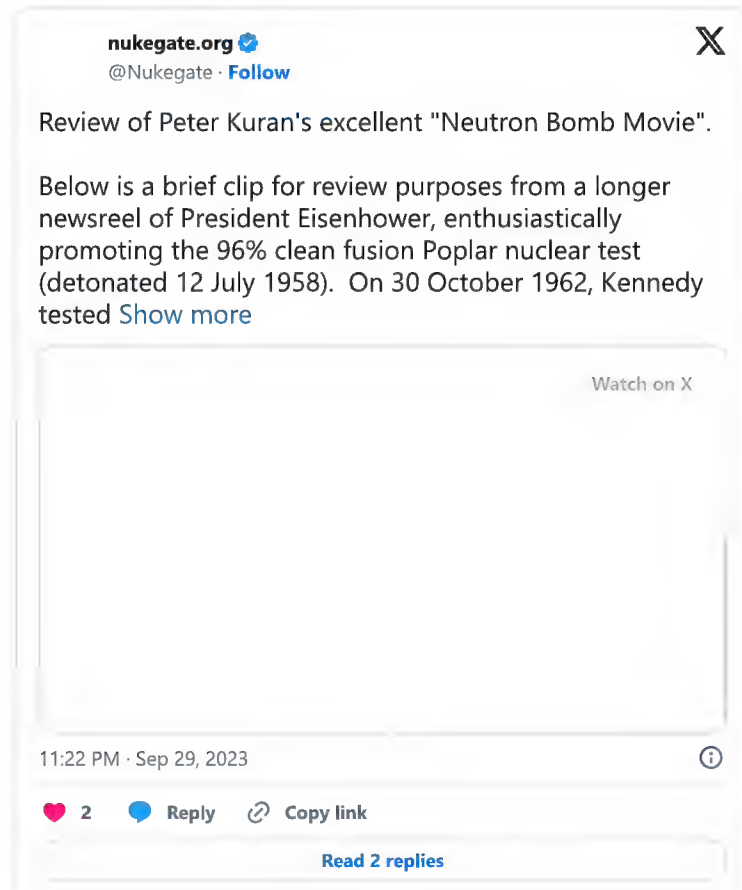 nukegate.org
@Nukegate · Follow
Review of Peter Kuran's excellent "Neutron Bomb Movie".
Below is a brief clip for review purposes from a longer
newsreel of President Eisenhower, enthusiastically
promoting the 96% clean fusion Poplar nuclear test
(detonated 12 July 1958).  On 30 October 1962, Kennedy
tested Show more
Watch on X
11:22 PM · Sep 29, 2023
2 Reply Copy link
Read 2 replies